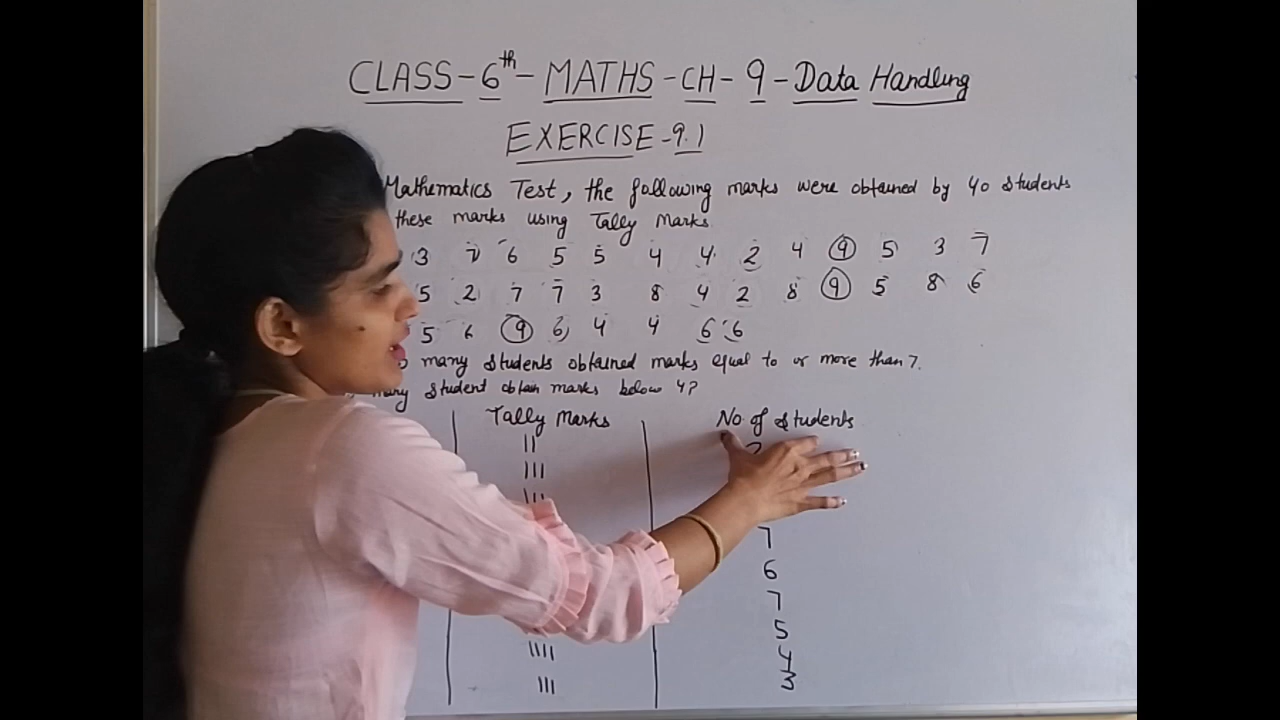 CLASS-6th-MATHS-CH-9-Data Handling
EXERCISE-9.1
Mathematics Test, the following marks were obtained by 40 students
these marks using Tally Marks
3 7 6 5 5 4 4 2 4 9 5 3 7
5 2 7 7 3 8 4 2 8 9 5 8 6
5 6 9 6 4 4 6 6
many students obtained marks equal to or more than 7.
many student obtain marks below 4?
Tally Marks No. of students
||
|||
|||
7
6
7
5
|||| 4
||| 3